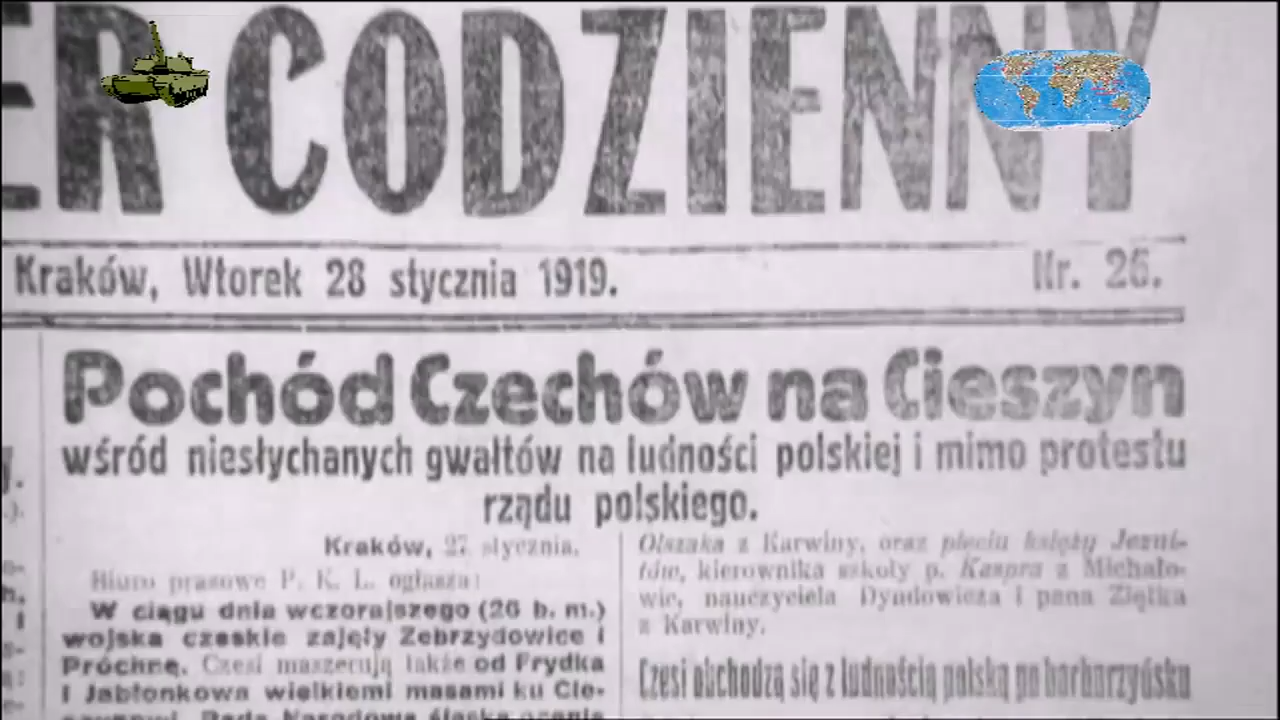 ER CODZIENNY
Kraków, Wtorek 28 stycznia 1919. Nr. 26.
Pochód Czechów na Cieszyn
wśród niesłychanych gwałtów na ludności polskiej i mimo protestu
rządu polskiego.
Kraków, 27 stycznia.
Biuro prasowe P. K. L. ogłasza:
W ciągu dnia wczorajszego (26 b. m.)
wojska czeskie zajęły Zebrzydowice i
Próchnę. Czesi maszerują także od Frydka
i Jabłonkowa wielkiemi masami ku Cie-
Olszaka z Karwiny, oraz pięciu księży Jezui-
tów, kierownika szkoły p. Kaspra z Michało-
wic, nauczyciela Dyndowicza i pana Ziętka
z Karwiny.
Czesi obchodzą się z ludnością polską po barbarzyńsku